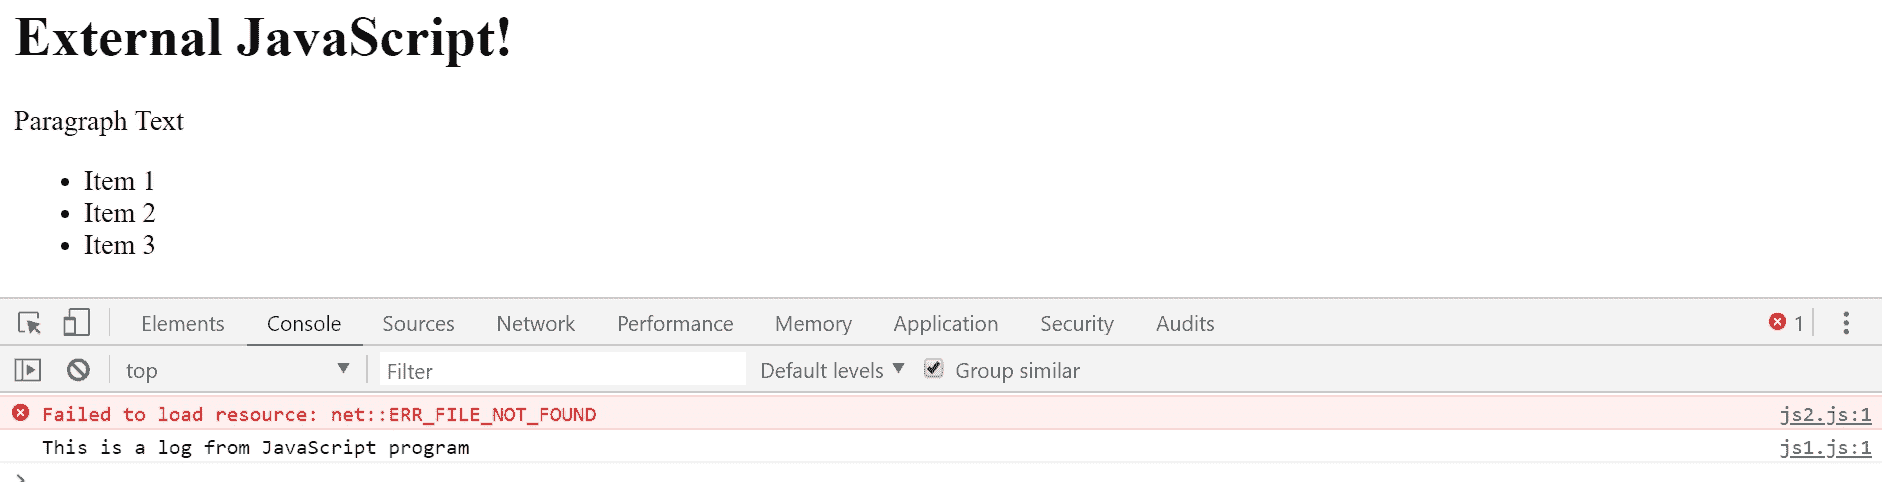 External JavaScript!
Paragraph Text
Item 1
Item 2
Item 3
Elements Console Sources Network Performance Memory Application Security Audits 1
top Filter Default levels Group similar
Failed to load resource: net::ERR_FILE_NOT_FOUND js2.js:1
This is a log from JavaScript program js1.js:1